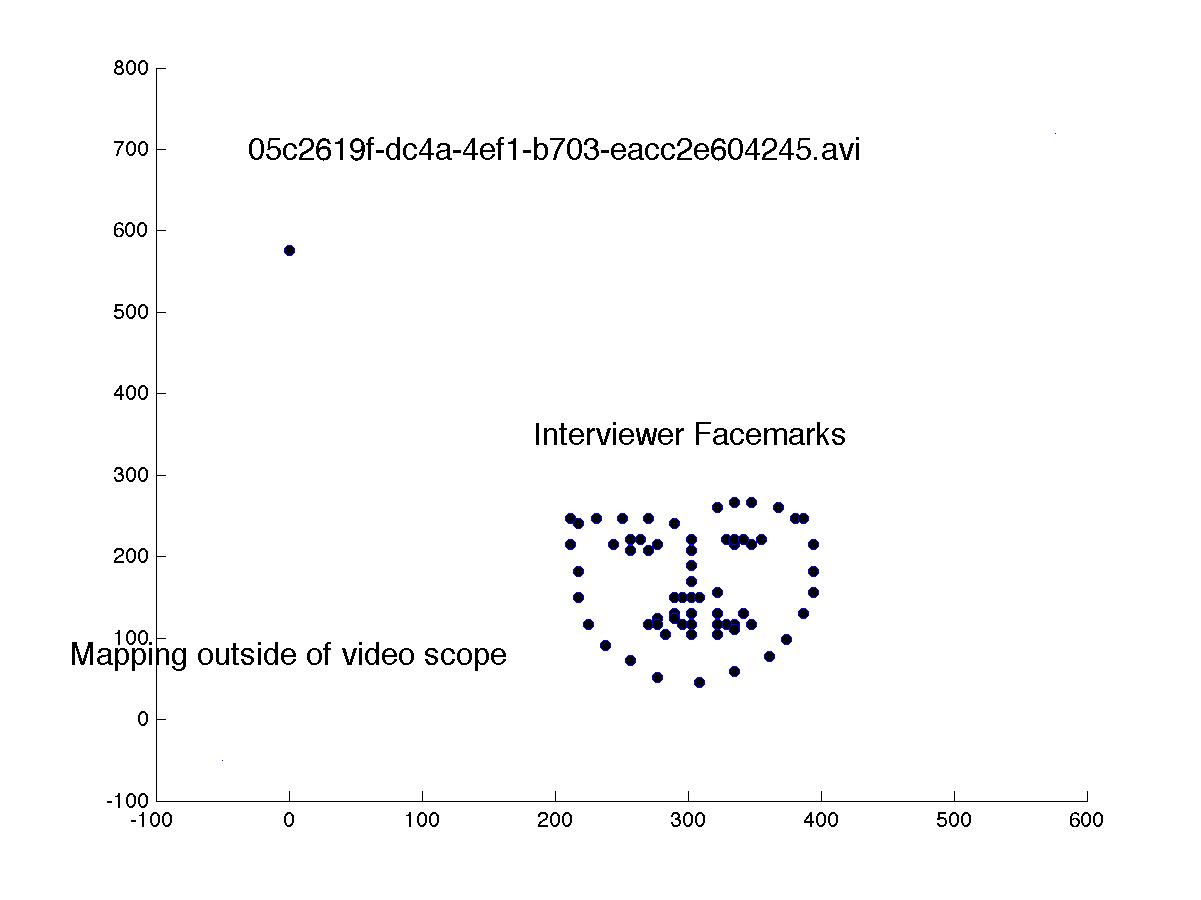 800
700
05c2619f-dc4a-4ef1-b703-eacc2e604245.avi
600
500
400
Interviewer Facemarks
300
200
100
Mapping outside of video scope
0
-100
-100 0 100 200 300 400 500 600